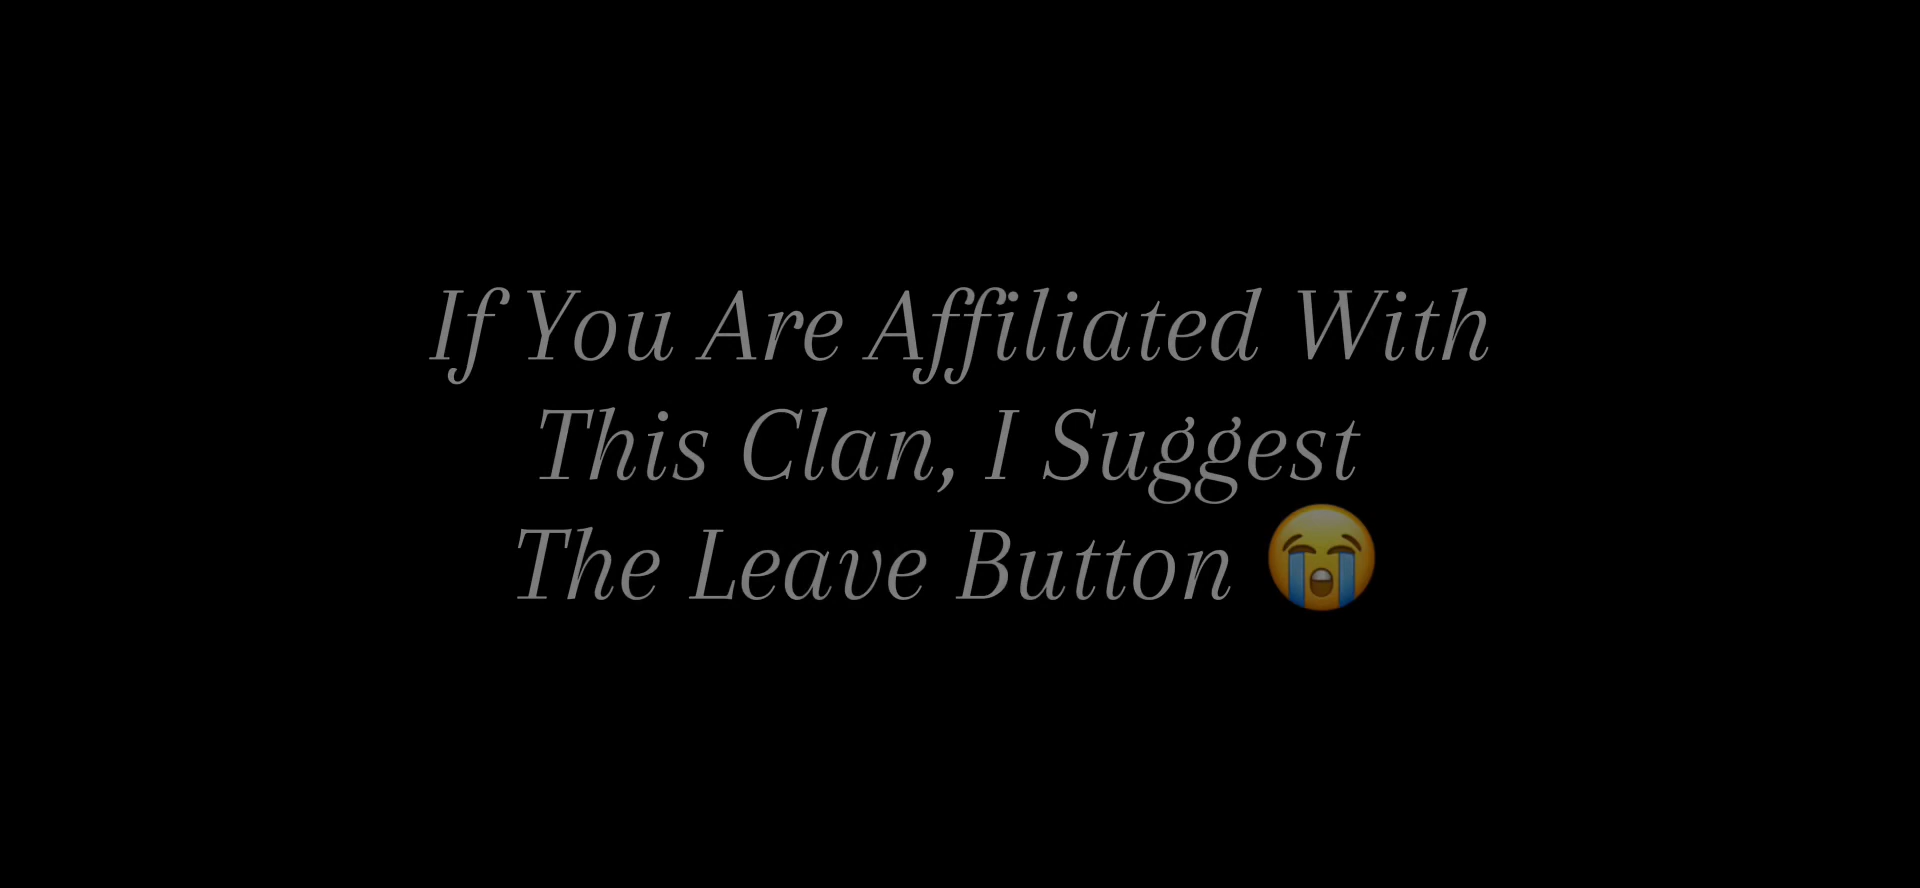 If You Are Affiliated With
This Clan, I Suggest
The Leave Button 😭